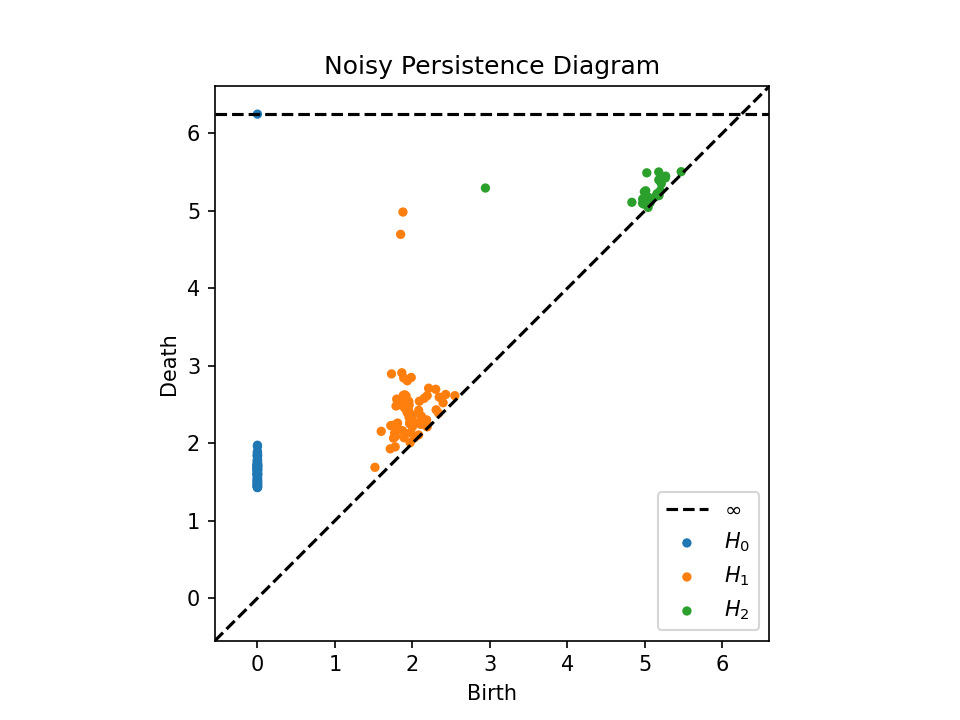 Noisy Persistence Diagram
Death
6
5
4
3
2
1
0
∞
H₀
H₁
H₂
0 1 2 3 4 5 6
Birth